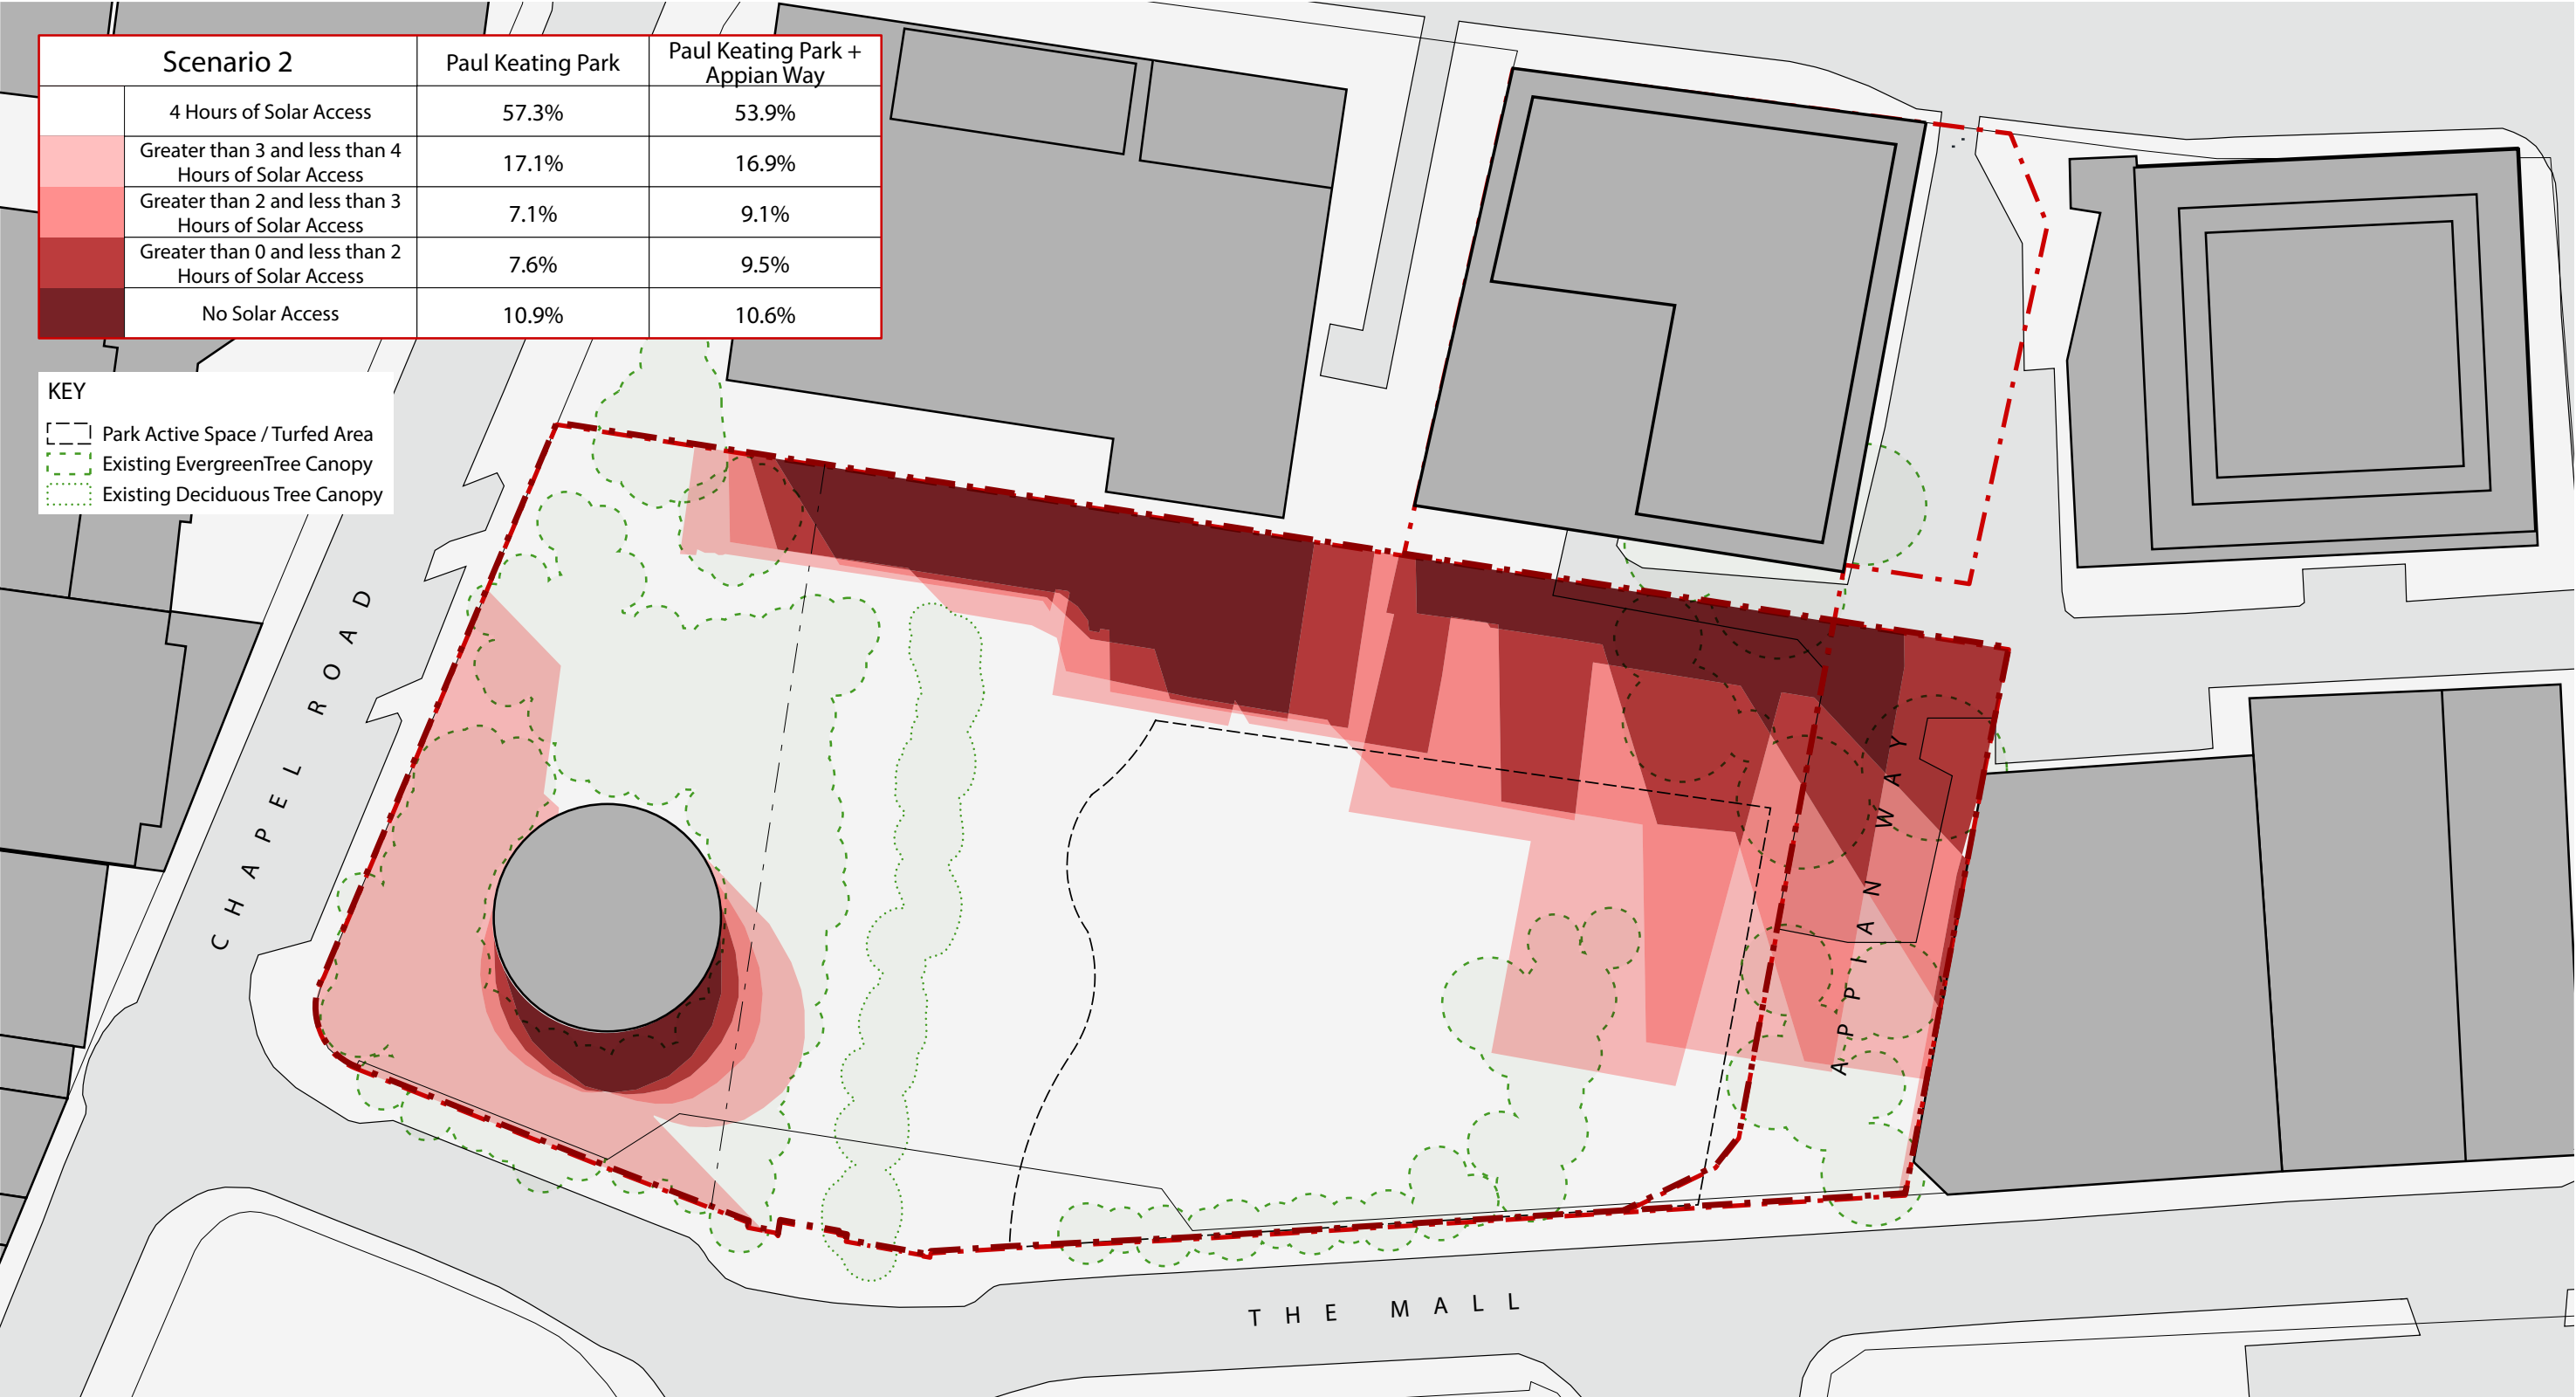 Scenario 2
Paul Keating Park
Paul Keating Park +
Appian Way
4 Hours of Solar Access
57.3%
53.9%
Greater than 3 and less than 4
Hours of Solar Access
17.1%
16.9%
Greater than 2 and less than 3
Hours of Solar Access
7.1%
9.1%
Greater than 0 and less than 2
Hours of Solar Access
7.6%
9.5%
No Solar Access
10.9%
10.6%
KEY
Park Active Space / Turfed Area
Existing EvergreenTree Canopy
Existing Deciduous Tree Canopy
CHAPEL ROAD
APPIAN WAY
THE MALL